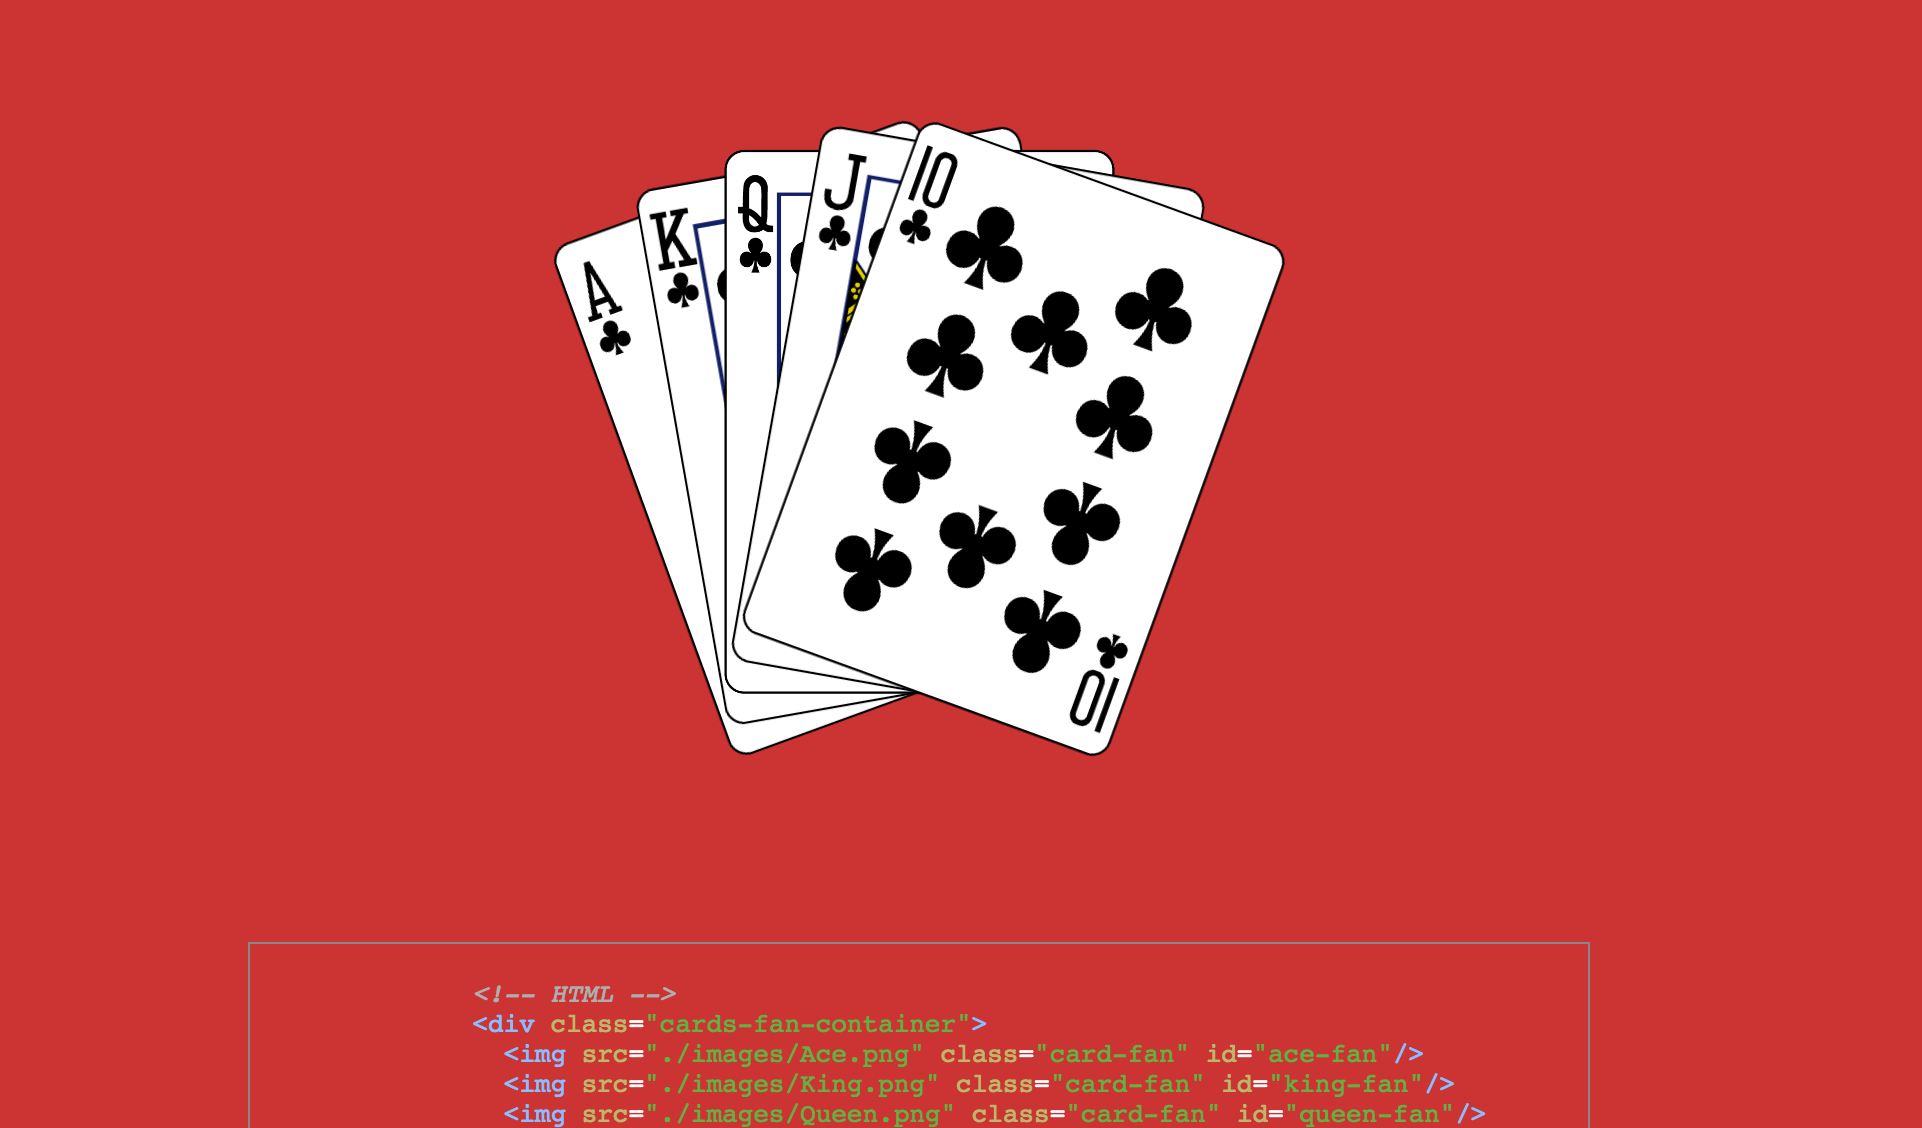 A
K
Q
J
10
10
<!-- HTML -->
<div class="cards-fan-container">
<img src="./images/Ace.png" class="card-fan" id="ace-fan"/>
<img src="./images/King.png" class="card-fan" id="king-fan"/>
<img src="./images/Queen.png" class="card-fan" id="queen-fan"/>